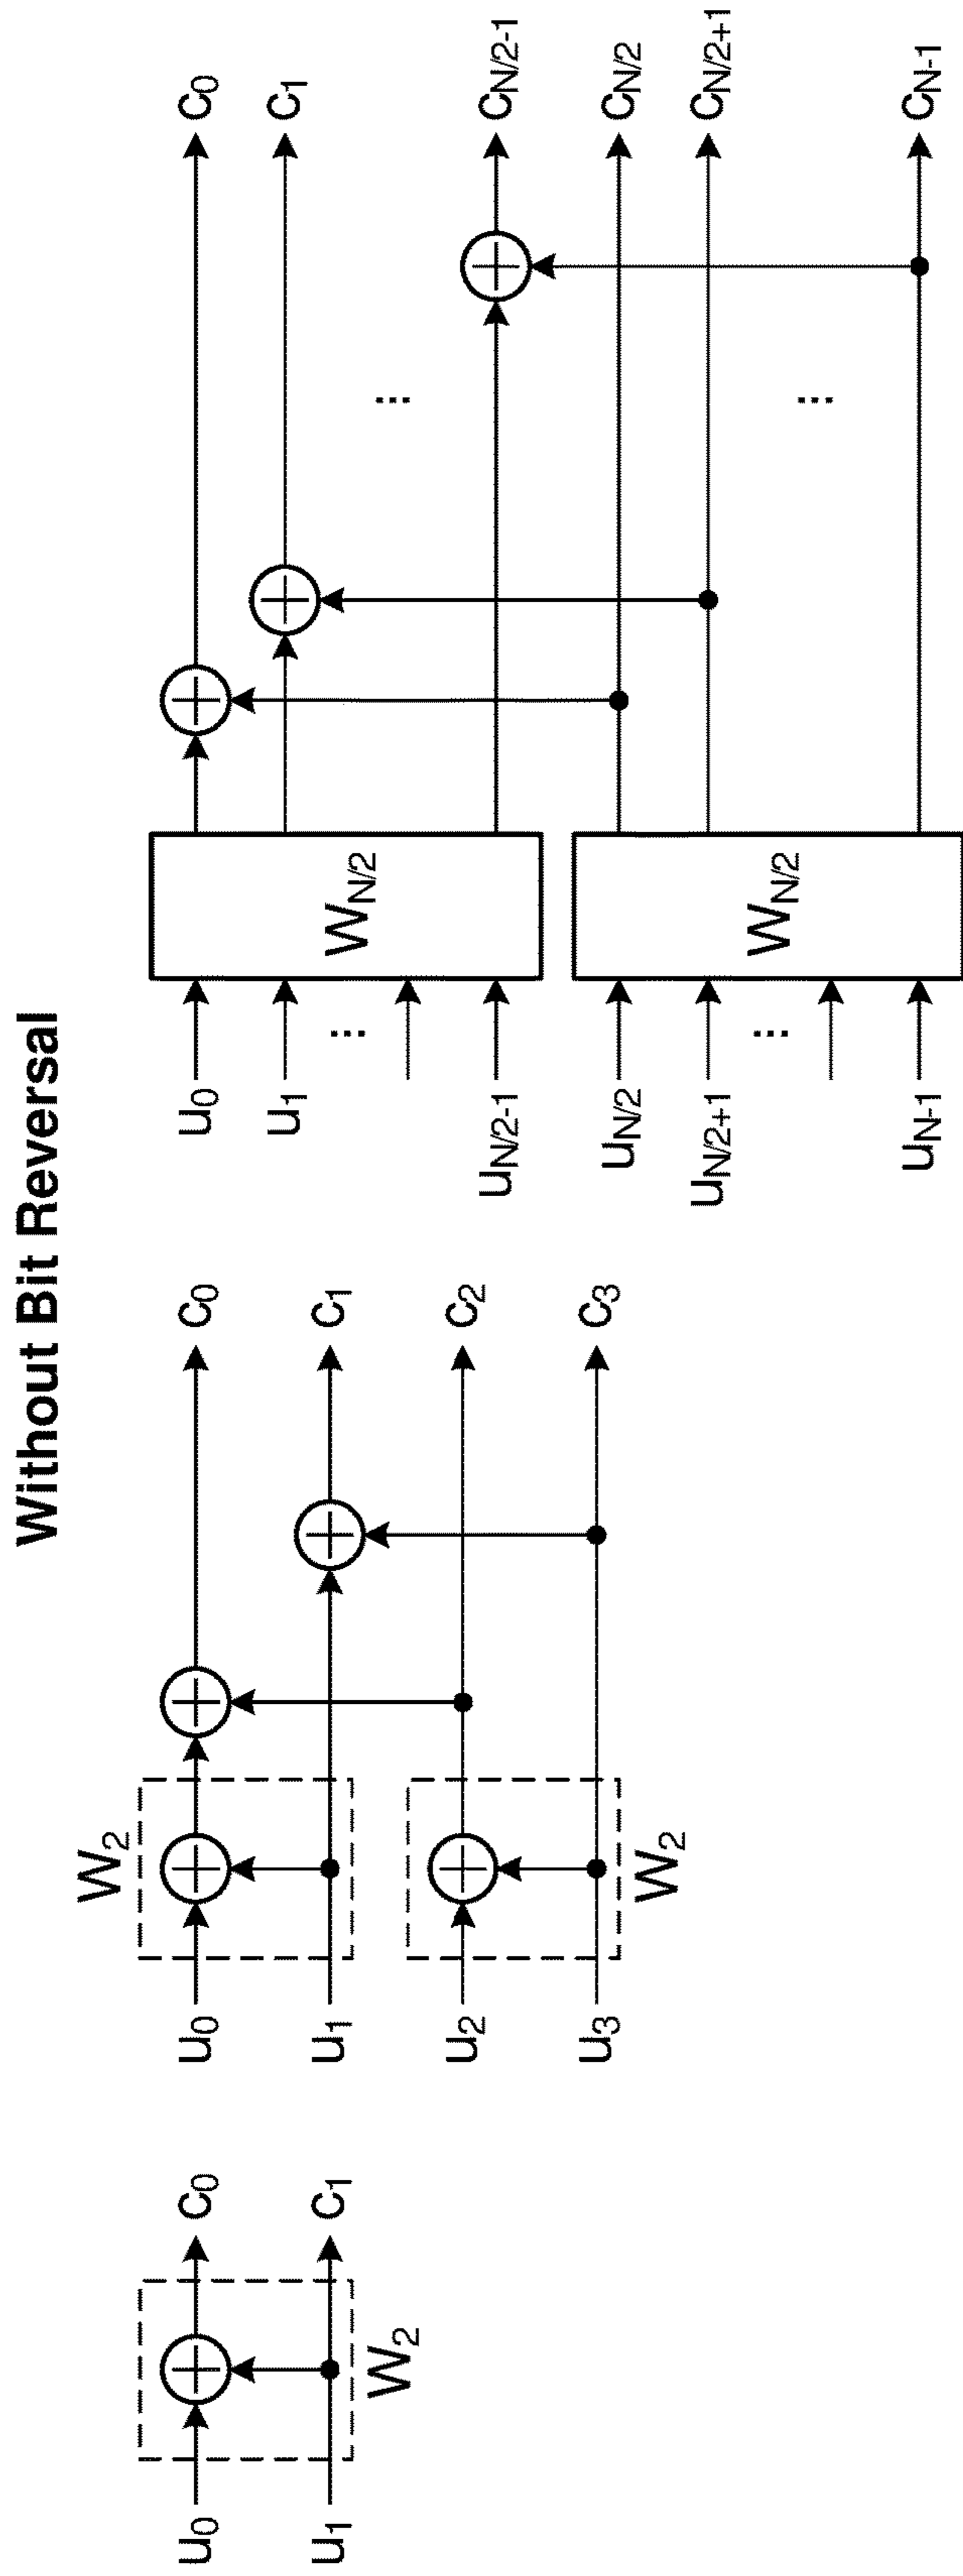 Without Bit Reversal
u0
c0
u1
c1
W2
W2
u0
c0
u1
c1
u2
c2
u3
c3
W2
u0
c0
u1
c1
...
WN/2
...
uN/2-1
cN/2-1
uN/2
cN/2
uN/2+1
cN/2+1
...
WN/2
...
uN-1
cN-1